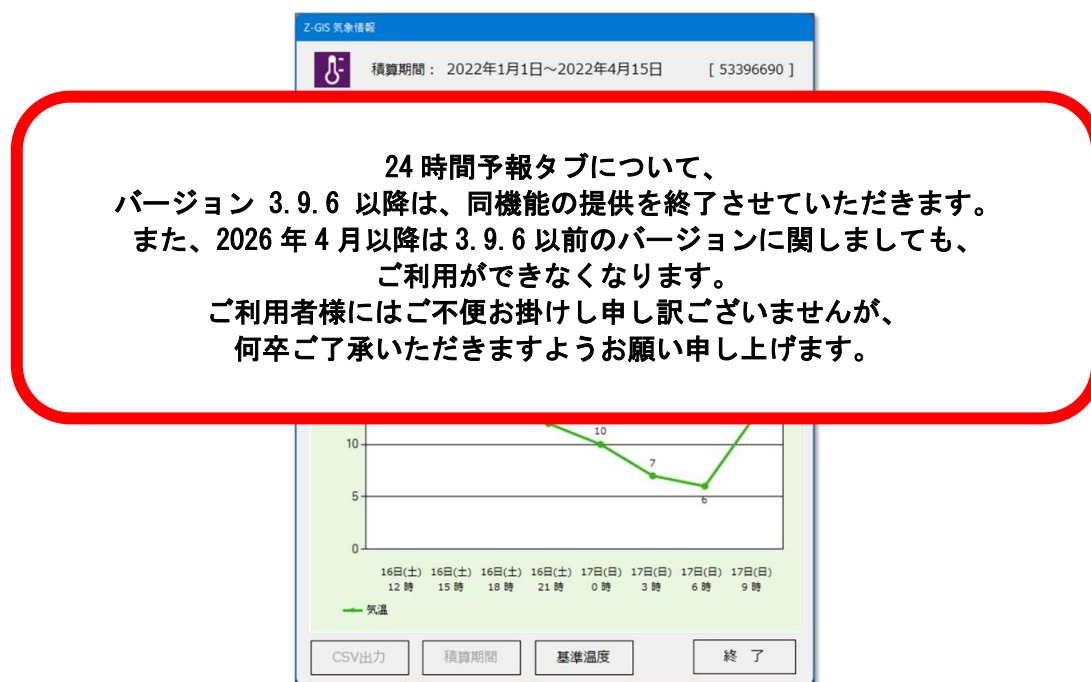 Z-GIS 気象情報
積算期間： 2022年1月1日～2022年4月15日 [ 53396690 ]
24 時間予報タブについて、
バージョン 3.9.6 以降は、同機能の提供を終了させていただきます。
また、2026 年 4 月以降は 3.9.6 以前のバージョンに関しましても、
ご利用ができなくなります。
ご利用者様にはご不便お掛けし申し訳ございませんが、
何卒ご了承いただきますようお願い申し上げます。
10
10
7
5
6
0
16日(土) 16日(土) 16日(土) 16日(土) 17日(日) 17日(日) 17日(日) 17日(日)
12 時 15 時 18 時 21 時 0 時 3 時 6 時 9 時
気温
CSV出力 積算期間 基準温度 終 了